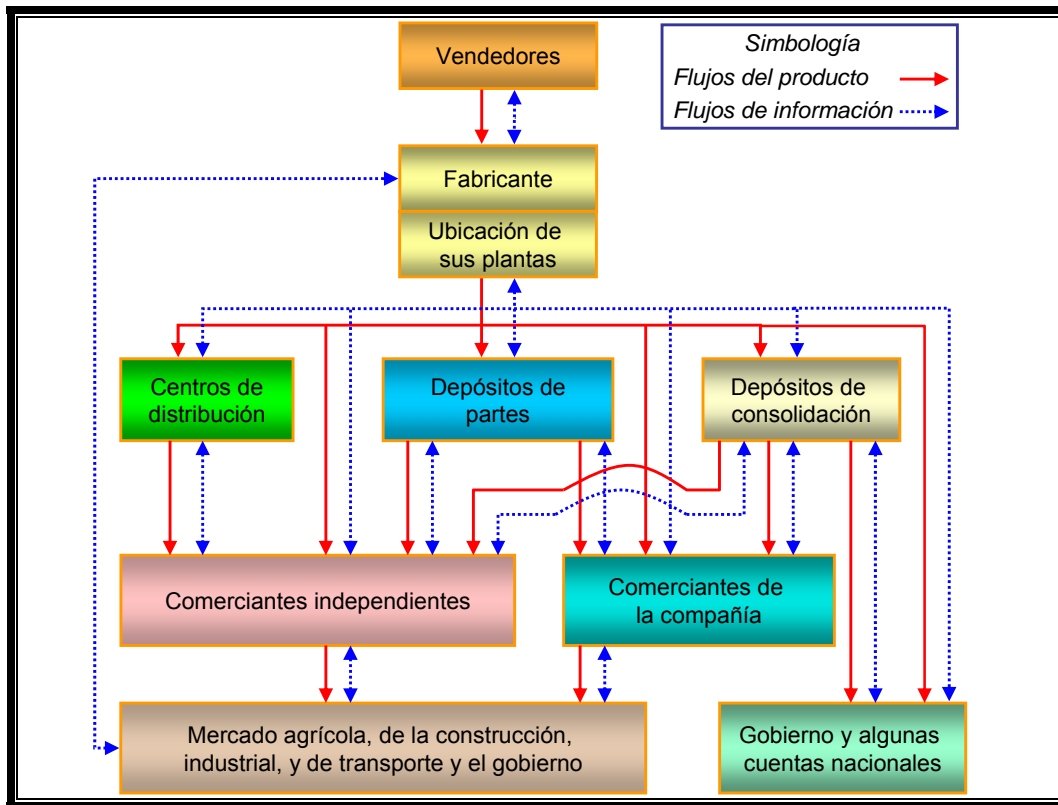 Vendedores
Simbología
Flujos del producto
Flujos de información
Fabricante
Ubicación de
sus plantas
Centros de
distribución
Depósitos de
partes
Depósitos de
consolidación
Comerciantes independientes
Comerciantes de
la compañía
Mercado agrícola, de la construcción,
industrial, y de transporte y el gobierno
Gobierno y algunas
cuentas nacionales